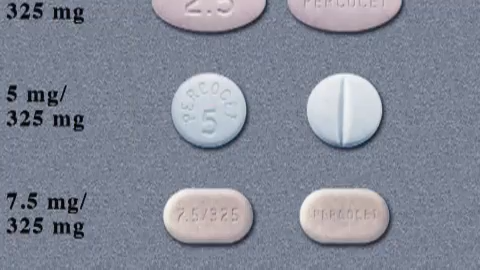 325 mg
2.5
PERCOCET
5 mg/
325 mg
PERCOCET
5
7.5 mg/
325 mg
7.5/325
PERCOCET